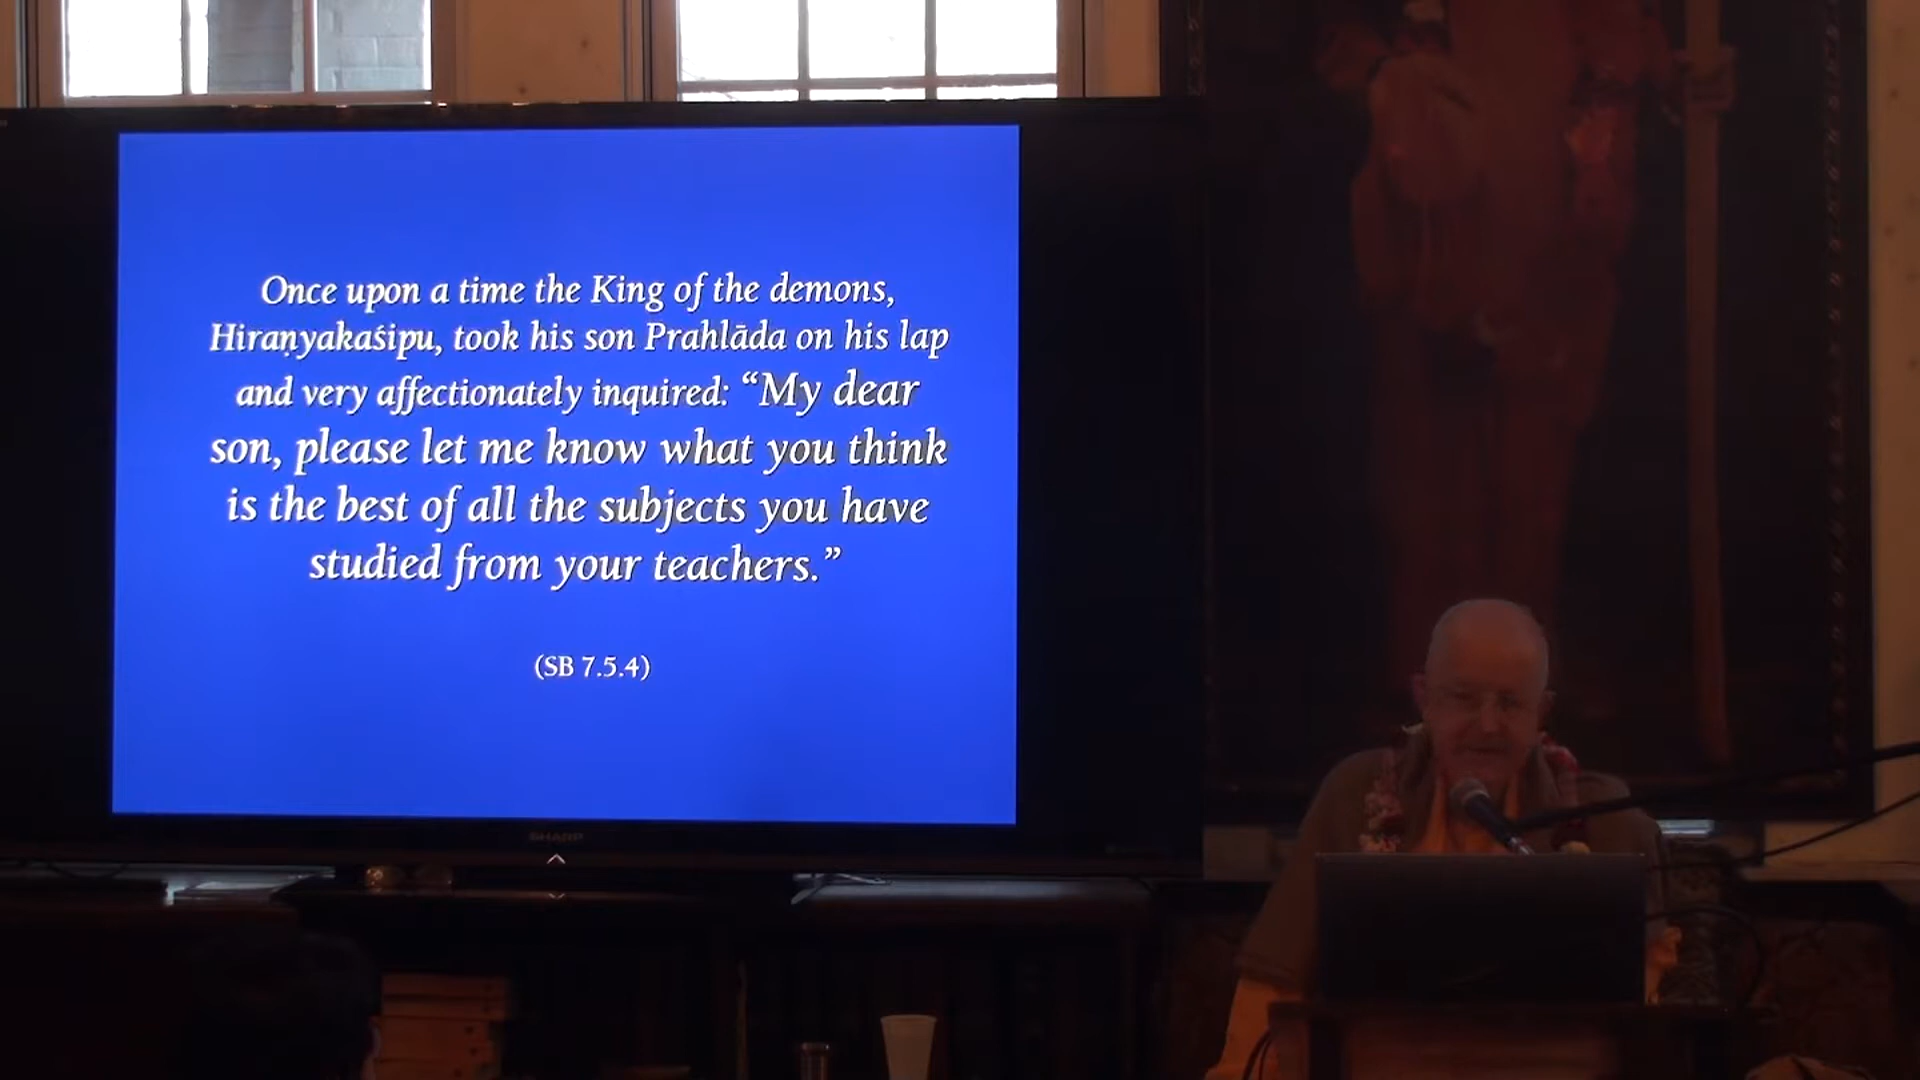 Once upon a time the King of the demons,
Hiraṇyakaśipu, took his son Prahlāda on his lap
and very affectionately inquired: “My dear
son, please let me know what you think
is the best of all the subjects you have
studied from your teachers.”
(SB 7.5.4)
SHARP